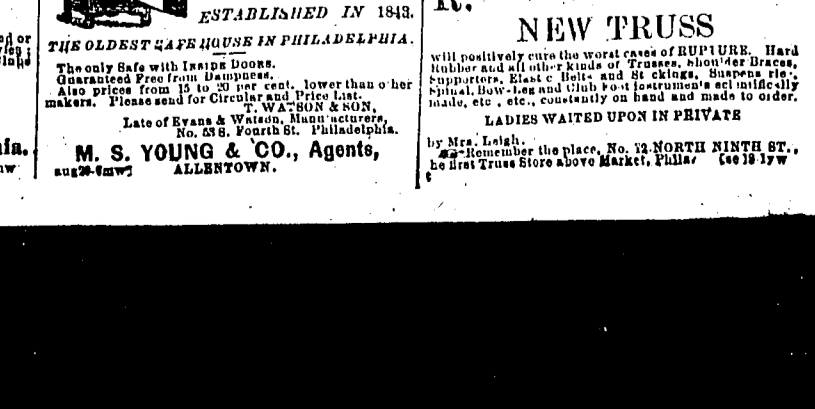 ESTABLISHED IN 1843.
THE OLDEST SAFE HOUSE IN PHILADELPHIA.
The only Safe with INSIDE DOORS.
Guaranteed Free from Dampness.
Also prices from 15 to 20 per cent. lower than other
makers. Please send for Circular and Price List.
T. WATSON & SON,
Late of Evans & Watson, Manufacturers,
No. 53 S. Fourth St. Philadelphia.
M. S. YOUNG & CO., Agents,
ALLENTOWN.
NEW TRUSS
will positively cure the worst cases of RUPTURE. Hard
Rubber and all other kinds of Trusses, Shoulder Braces,
Supporters, Elastic Belts and Stockings, Suspensories,
Spinal, Bow-Leg and Club Foot Instruments scientifically
made, etc., etc., constantly on hand and made to order.
LADIES WAITED UPON IN PRIVATE
by Mrs. Leigh.
Remember the place, No. 12 NORTH NINTH ST.,
he first Truss Store above Market, Phila